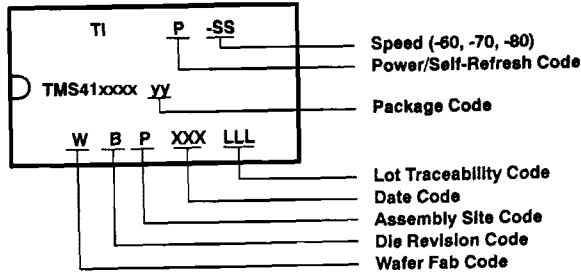 TI P -SS
TMS41xxxx yy
W B P XXX LLL
Speed (-60, -70, -80)
Power/Self-Refresh Code
Package Code
Lot Traceability Code
Date Code
Assembly Site Code
Die Revision Code
Wafer Fab Code